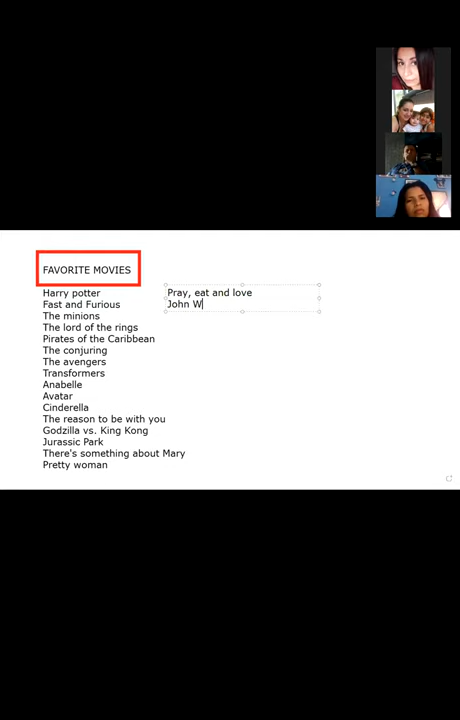 FAVORITE MOVIES
Harry potter
Fast and Furious
The minions
The lord of the rings
Pirates of the Caribbean
The conjuring
The avengers
Transformers
Anabelle
Avatar
Cinderella
The reason to be with you
Godzilla vs. King Kong
Jurassic Park
There's something about Mary
Pretty woman
Pray, eat and love
John W